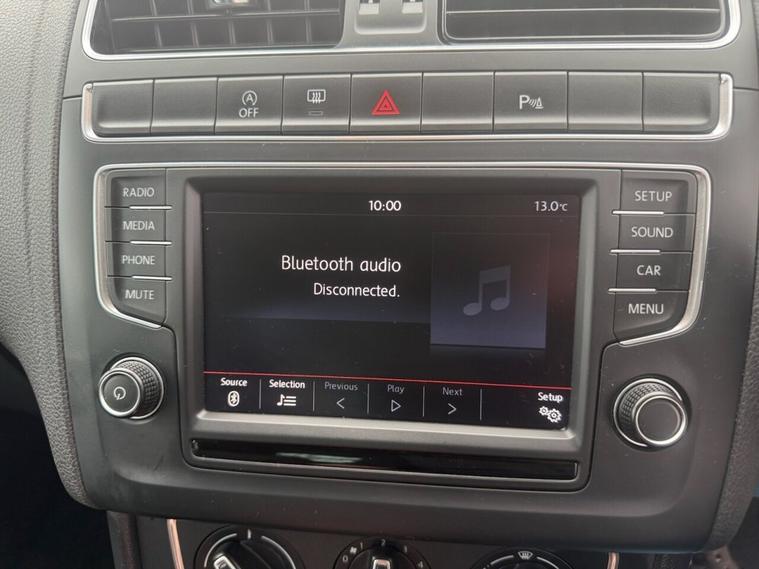 A
OFF
P
RADIO
MEDIA
PHONE
MUTE
SETUP
SOUND
CAR
MENU
10:00
13.0°C
Bluetooth audio
Disconnected.
Source
Selection
Previous
Play
Next
Setup
4